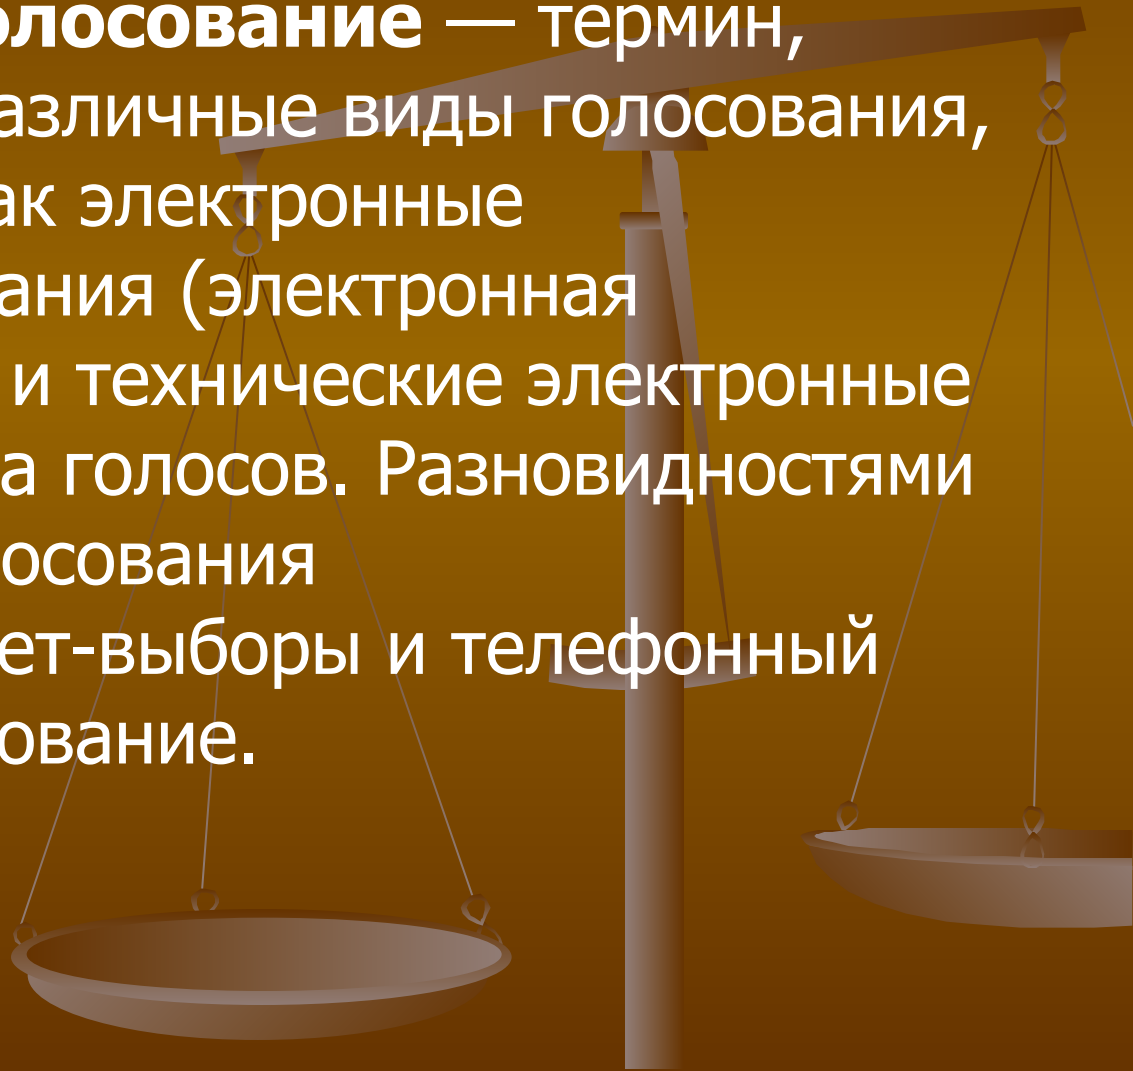 олосование — термин,
азличные виды голосования,
ак электронные
ания (электронная
и технические электронные
а голосов. Разновидностями
осования
ет-выборы и телефонный
ование.